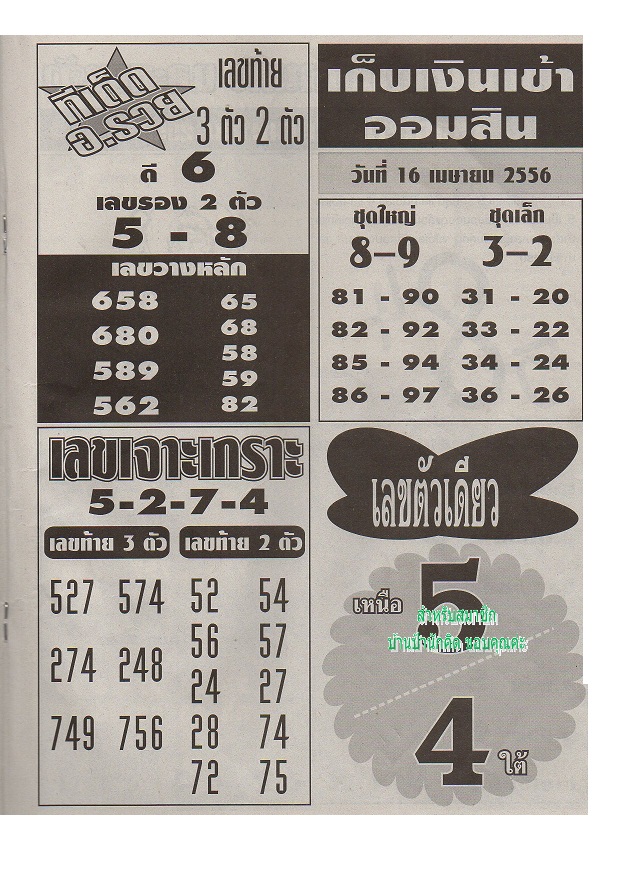 ทีเด็ด
อ.รวย
เลขท้าย
3 ตัว 2 ตัว
ดี 6
เลขรอง 2 ตัว
5 - 8
เลขวางหลัก
658 65
680 68
589 58
562 59
82
เก็บเงินเข้า
ออมสิน
วันที่ 16 เมษายน 2556
ชุดใหญ่ ชุดเล็ก
8–9 3–2
81 - 90 31 - 20
82 - 92 33 - 22
85 - 94 34 - 24
86 - 97 36 - 26
เลขเจาะเกราะ
5-2-7-4
เลขท้าย 3 ตัว เลขท้าย 2 ตัว
527 574 52 54
56 57
274 248 24 27
749 756 28 74
72 75
เลขตัวเดียว
เหนือ 5
สำหรับสมาชิก
บ้านป้านักคิด ขอบคุณค่ะ
4 ใต้